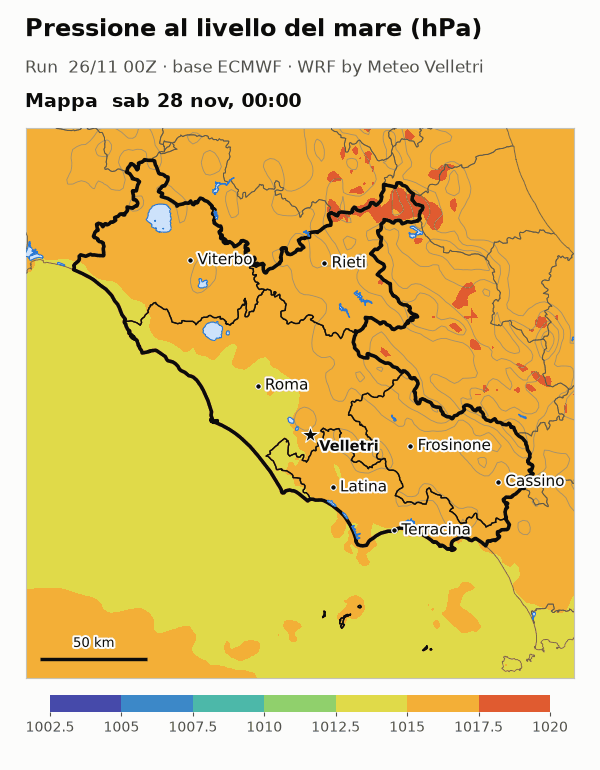 Pressione al livello del mare (hPa)
Run 26/11 00Z · base ECMWF · WRF by Meteo Velletri
Mappa sab 28 nov, 00:00
Viterbo
Rieti
Roma
Velletri
Frosinone
Latina
Cassino
Terracina
50 km
1002.5 1005 1007.5 1010 1012.5 1015 1017.5 1020